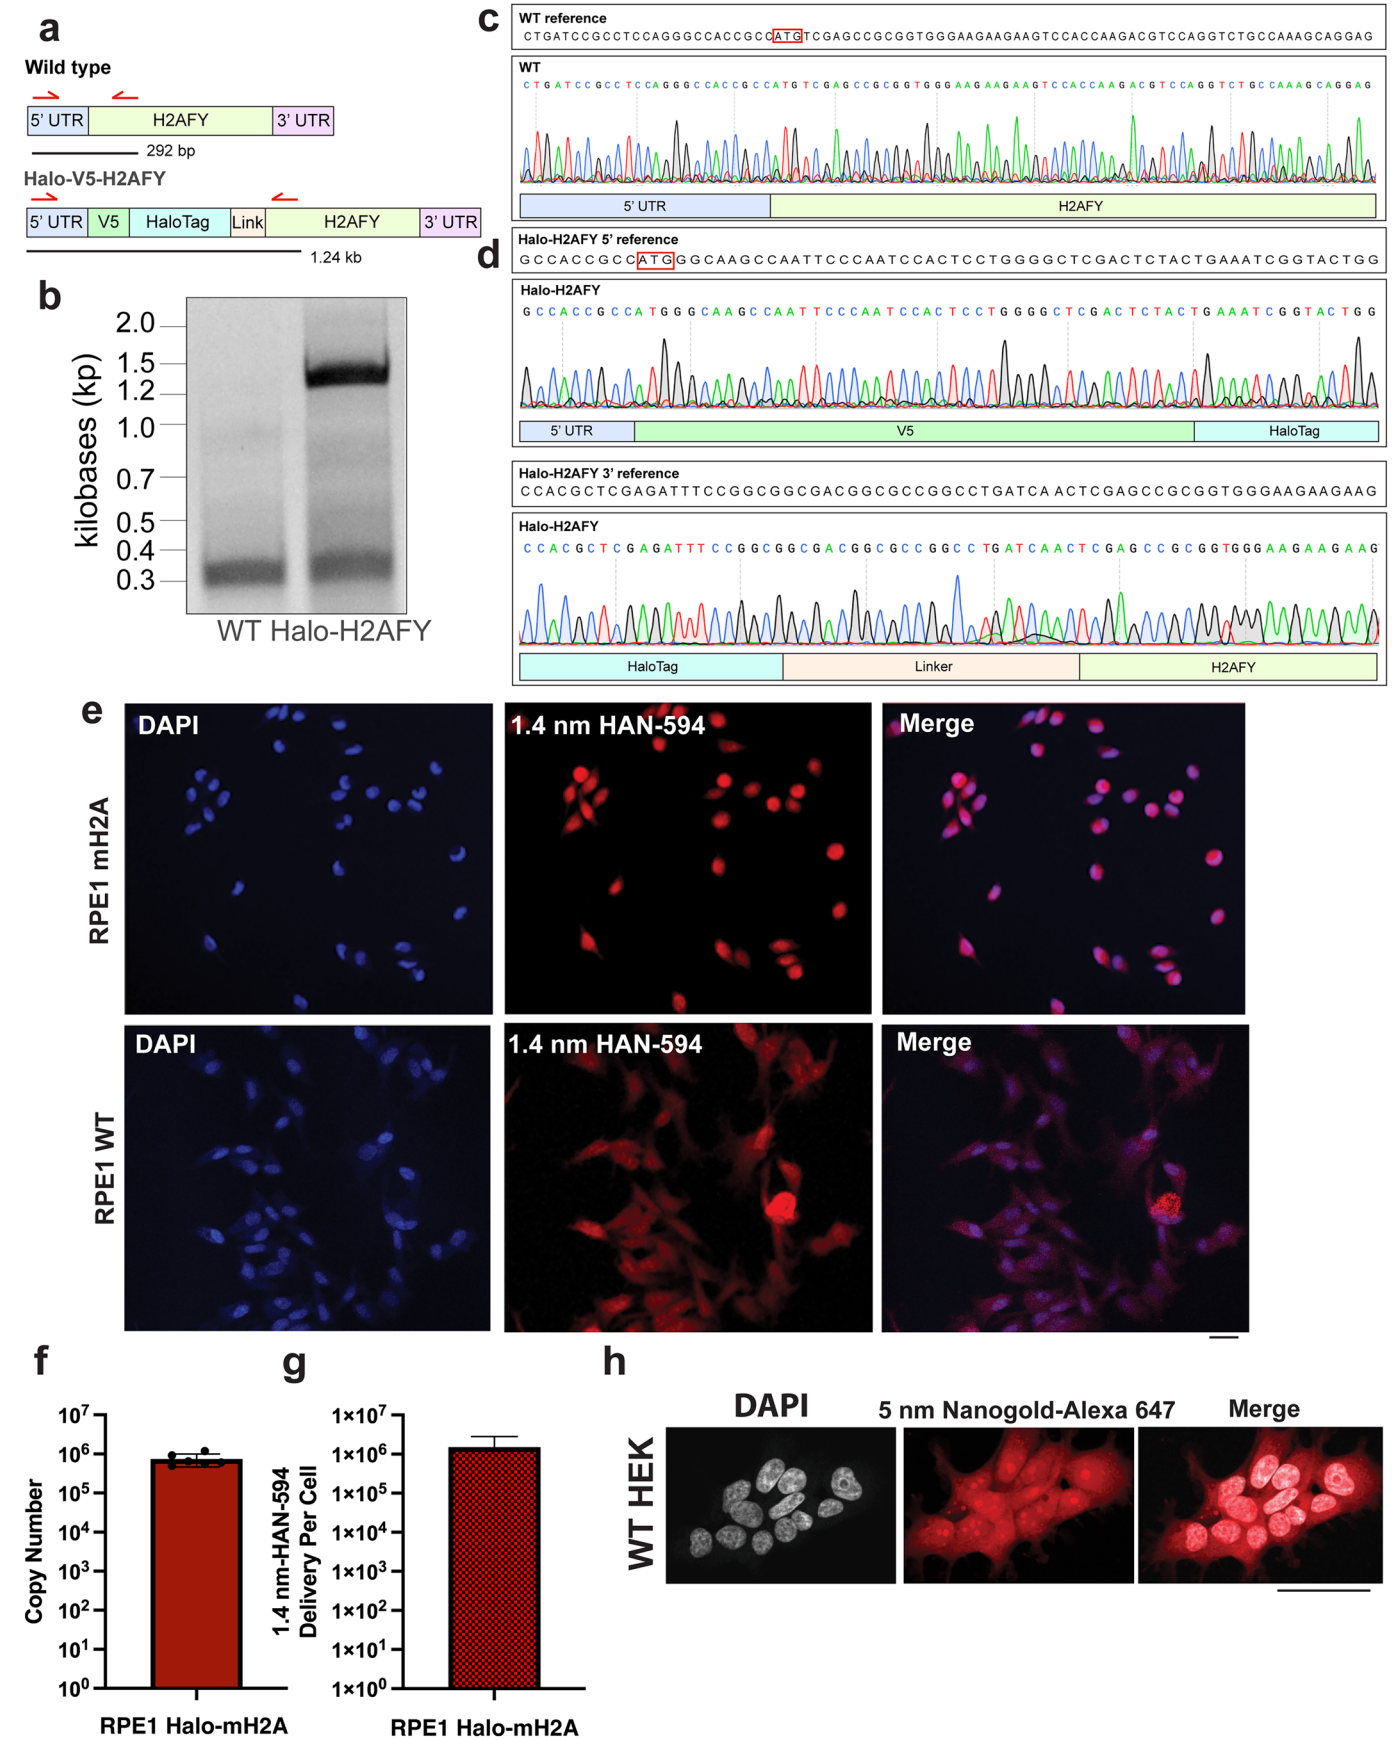 a
Wild type
5’ UTR H2AFY 3’ UTR
292 bp
Halo-V5-H2AFY
5’ UTR V5 HaloTag Link H2AFY 3’ UTR
1.24 kb
b
kilobases (kp)
2.0
1.5
1.2
1.0
0.7
0.5
0.4
0.3
WT Halo-H2AFY
c
WT reference
CTGATCCGCCTCCAGGGCCACCGCCATGTCGAGCCGCGGTGGGAAGAAGAAGTCCACCAAGACGTCCAGGTCTGCCAAAGCAGGAG
WT
CTGATCCGCCTCCAGGGCCACCGCCATGTCGAGCCGCGGTGGGAAGAAGAAGTCCACCAAGACGTCCAGGTCTGCCAAAGCAGGAG
5’ UTR H2AFY
d
Halo-H2AFY 5’ reference
GCCACCGCCATGGGCAAGCCAATTCCCAATCCACTCCTGGGGCTCGACTCTACTGAAATCGGTACTGG
Halo-H2AFY
GCCACCGCCATGGGCAAGCCAATTCCCAATCCACTCCTGGGGCTCGACTCTACTGAAATCGGTACTGG
5’ UTR V5 HaloTag
Halo-H2AFY 3’ reference
CCACGCTCGAGATTTCCGGCGGCGACGGCGCCGGCCTGATCAACTCGAGCCGCGGTGGGAAGAAGAAG
Halo-H2AFY
CCACGCTCGAGATTTCCGGCGGCGACGGCGCCGGCCTGATCAACTCGAGCCGCGGTGGGAAGAAGAAG
HaloTag Linker H2AFY
e
RPE1 mH2A
DAPI 1.4 nm HAN-594 Merge
RPE1 WT
DAPI 1.4 nm HAN-594 Merge
f
Copy Number
10⁷
10⁶
10⁵
10⁴
10³
10²
10¹
10⁰
RPE1 Halo-mH2A
g
1.4 nm-HAN-594
Delivery Per Cell
1×10⁷
1×10⁶
1×10⁵
1×10⁴
1×10³
1×10²
1×10¹
1×10⁰
RPE1 Halo-mH2A
h
DAPI 5 nm Nanogold-Alexa 647 Merge
WT HEK